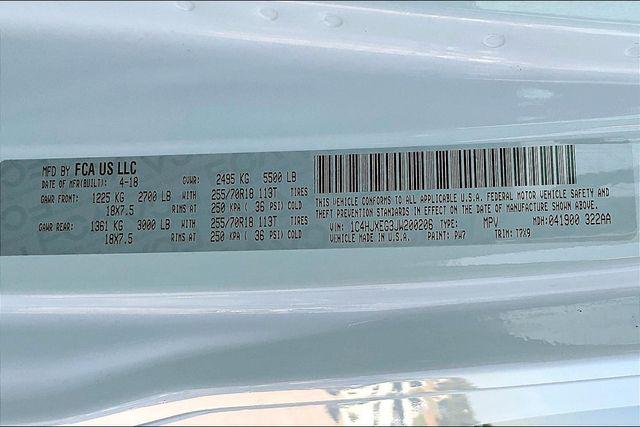 MFD BY FCA US LLC
DATE OF MFR(BUILT): 4-18 GVWR: 2495 KG 5500 LB
GAWR FRONT: 1225 KG 2700 LB WITH 255/70R18 113T TIRES
18X7.5 RIMS AT 250 KPA ( 36 PSI) COLD
GAWR REAR: 1361 KG 3000 LB WITH 255/70R18 113T TIRES
18X7.5 RIMS AT 250 KPA ( 36 PSI) COLD
THIS VEHICLE CONFORMS TO ALL APPLICABLE U.S.A. FEDERAL MOTOR VEHICLE SAFETY AND
THEFT PREVENTION STANDARDS IN EFFECT ON THE DATE OF MANUFACTURE SHOWN ABOVE.
VIN: 1C4HJXEG3JW200206 TYPE: MPV MDH:041900 322AA
VEHICLE MADE IN U.S.A. PAINT: PW7 TRIM: T7X9